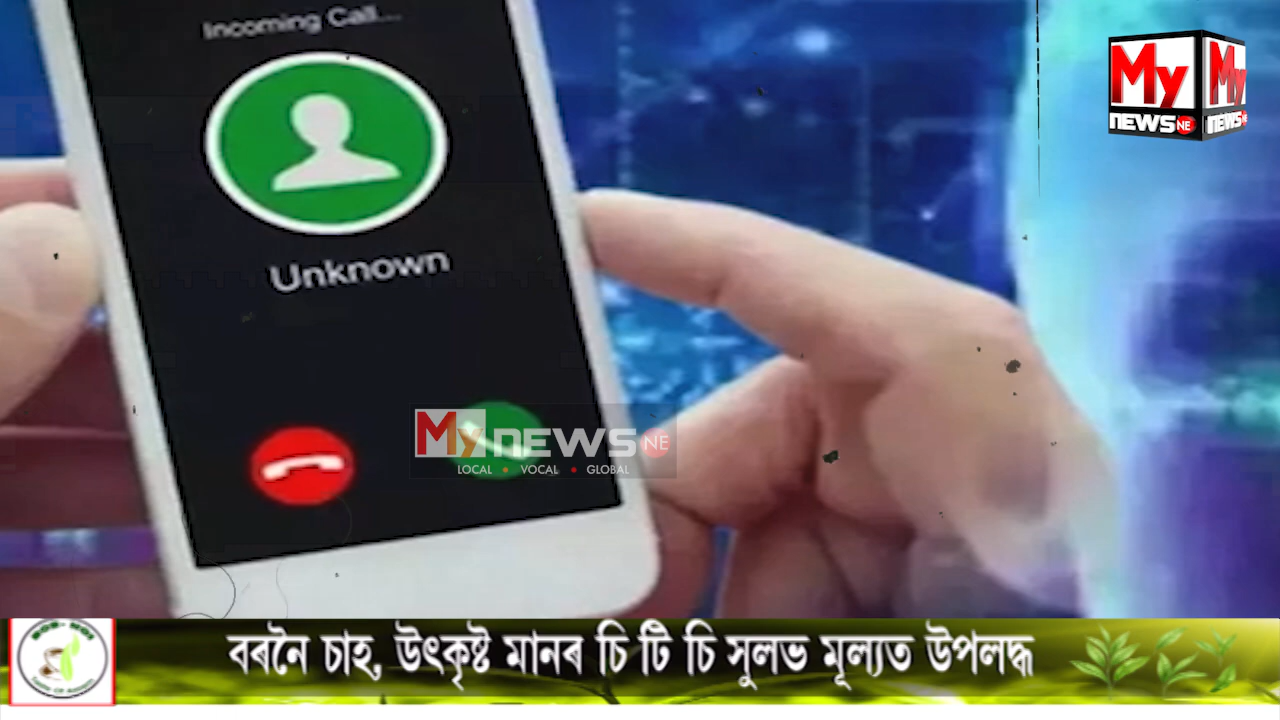 Incoming Call...
Unknown
My
NEWS NE
My
NEWS NE
My NEWS NE
LOCAL • VOCAL • GLOBAL
বৰনৈ চাহ, উৎকৃষ্ট মানৰ চি টি চি সুলভ মূল্যত উপলদ্ধ